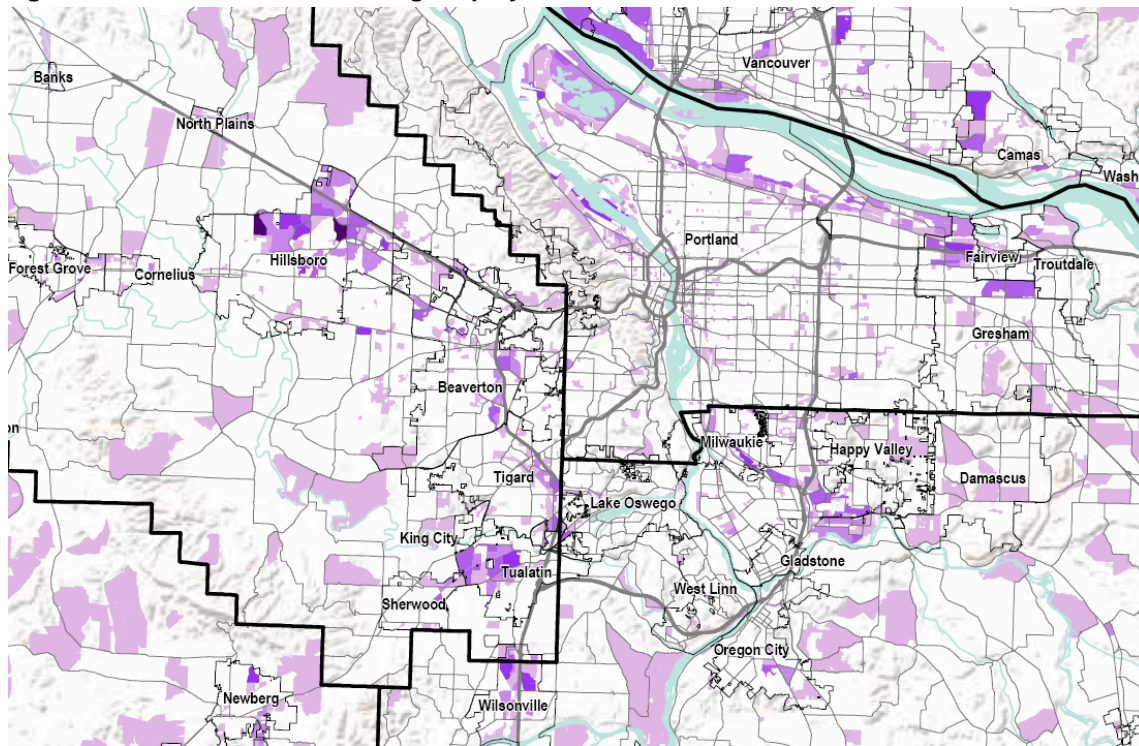 Vancouver
Banks
North Plains
Camas
Wash
Portland
Hillsboro
Fairview
Troutdale
Forest Grove
Cornelius
Gresham
Beaverton
on
Milwaukie
Happy Valley
Tigard
Damascus
Lake Oswego
King City
Gladstone
Tualatin
West Linn
Sherwood
Oregon City
Newberg
Wilsonville